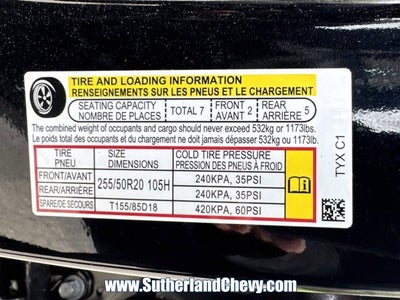 TIRE AND LOADING INFORMATION
RENSEIGNEMENTS SUR LES PNEUS ET LE CHARGEMENT
SEATING CAPACITY TOTAL 7 FRONT 2 REAR 5
NOMBRE DE PLACES AVANT ARRIÈRE
The combined weight of occupants and cargo should never exceed 532kg or 1173lbs.
Le poids total des occupants et du chargement ne doit jamais dépasser 532kg or 1173lb.
TIRE SIZE COLD TIRE PRESSURE
PNEU DIMENSIONS PRESSION DES PNEUS À FROID
FRONT/AVANT 255/50R20 105H 240KPA, 35PSI
REAR/ARRIÈRE 240KPA, 35PSI
SPARE/DE SECOURS T155/85D18 420KPA, 60PSI
TYX C1
www.SutherlandChevy.com